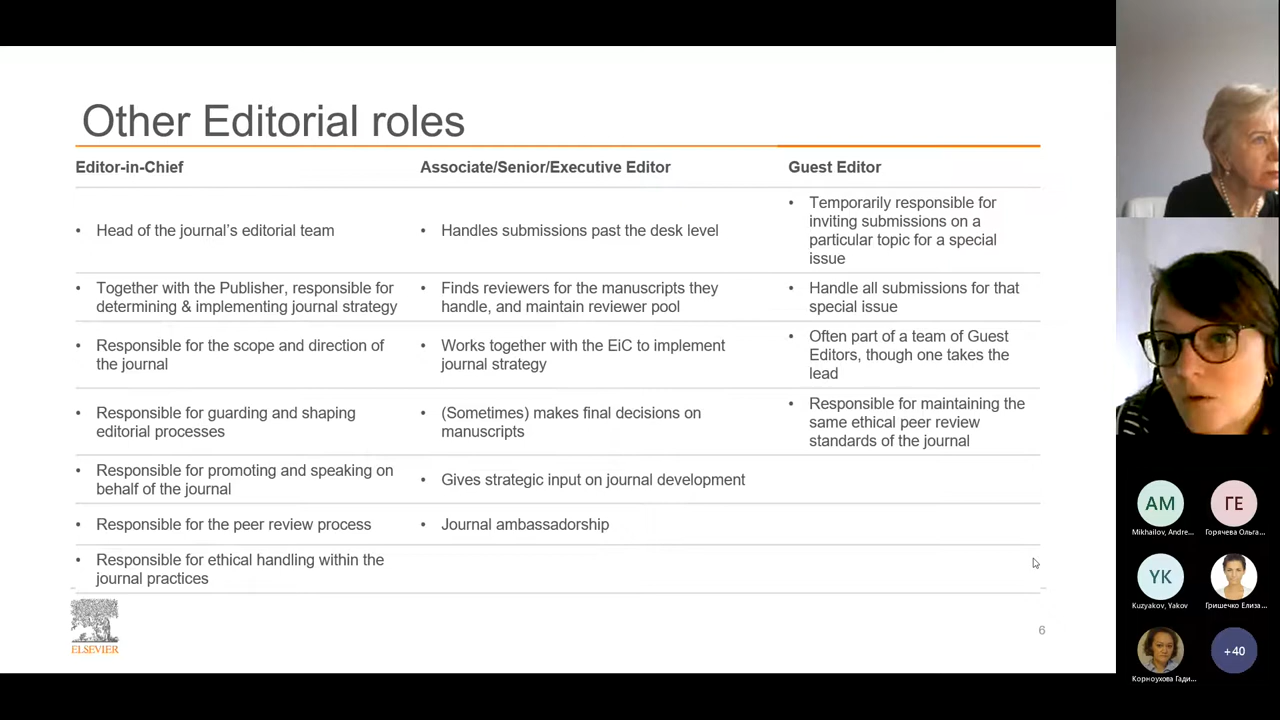 Other Editorial roles
Editor-in-Chief
Associate/Senior/Executive Editor
Guest Editor
• Head of the journal's editorial team
• Handles submissions past the desk level
• Temporarily responsible for
inviting submissions on a
particular topic for a special
issue
• Together with the Publisher, responsible for
determining & implementing journal strategy
• Finds reviewers for the manuscripts they
handle, and maintain reviewer pool
• Handle all submissions for that
special issue
• Responsible for the scope and direction of
the journal
• Works together with the EiC to implement
journal strategy
• Often part of a team of Guest
Editors, though one takes the
lead
• Responsible for guarding and shaping
editorial processes
• (Sometimes) makes final decisions on
manuscripts
• Responsible for maintaining the
same ethical peer review
standards of the journal
• Responsible for promoting and speaking on
behalf of the journal
• Gives strategic input on journal development
• Responsible for the peer review process
• Journal ambassadorship
• Responsible for ethical handling within the
journal practices
ELSEVIER
6
AM
Mikhailov, Andre...
ГЕ
Горячева Ольга...
YK
Kuzyakov, Yakov
Гришечко Елиза...
Корноухова Гади...
+40